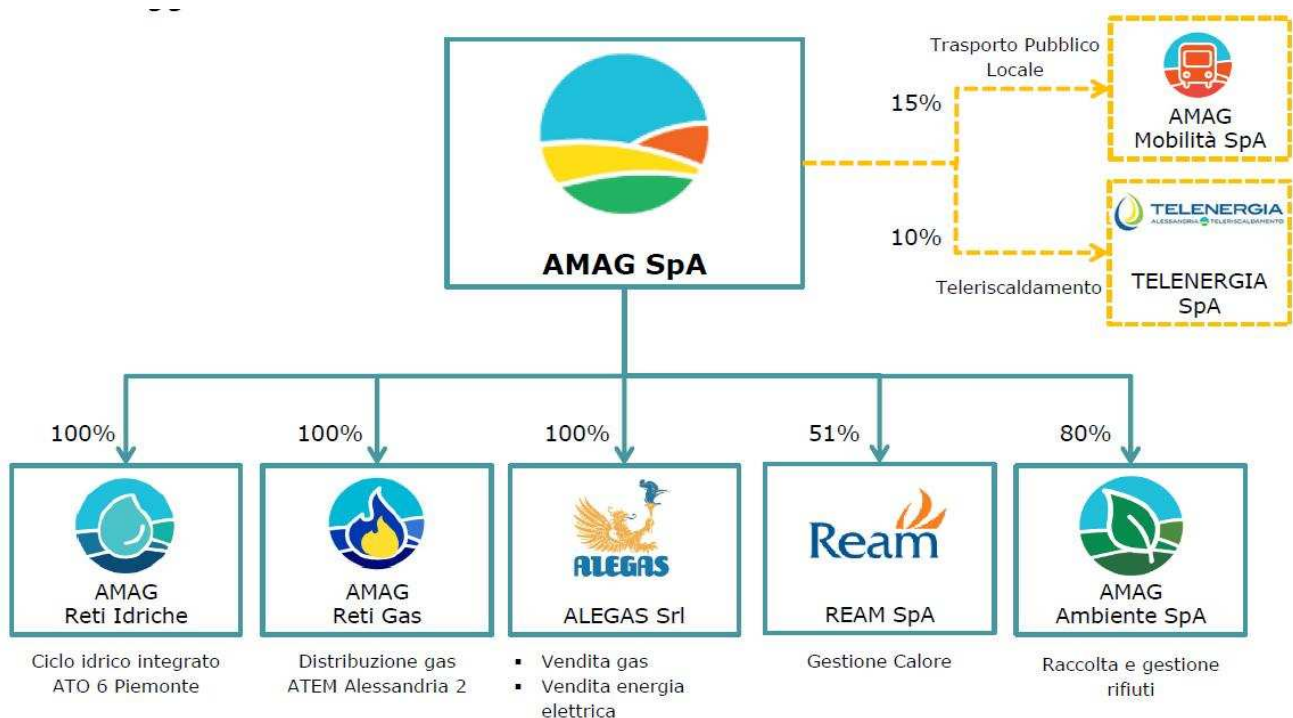 AMAG SpA
Trasporto Pubblico
Locale
15%
AMAG
Mobilità SpA
10%
Teleriscaldamento
TELENERGIA
ALESSANDRIA TELERISCALDAMENTO
TELENERGIA
SpA
100%
100%
100%
51%
80%
AMAG
Reti Idriche
AMAG
Reti Gas
ALEGAS
ALEGAS Srl
Ream
REAM SpA
AMAG
Ambiente SpA
Ciclo idrico integrato
ATO 6 Piemonte
Distribuzione gas
ATEM Alessandria 2
▪ Vendita gas
▪ Vendita energia
elettrica
Gestione Calore
Raccolta e gestione
rifiuti